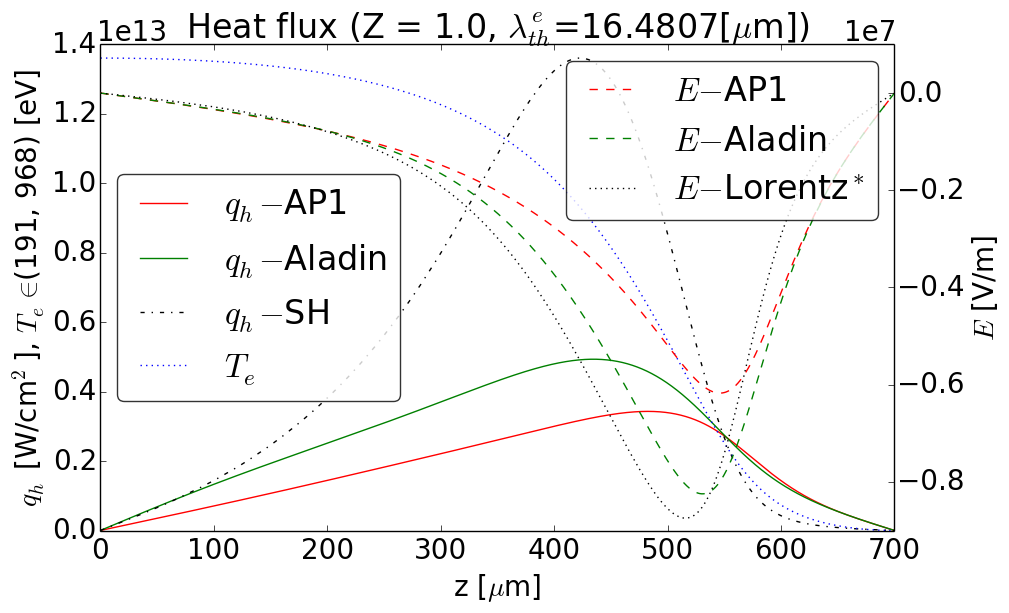 Heat flux (Z = 1.0, λ_th^e=16.4807[μm])
1e13
1e7
1.4
1.2
1.0
0.8
0.6
0.4
0.2
0.0
q_h [W/cm²], T_e ∈(191, 968) [eV]
q_h −AP1
q_h −Aladin
q_h −SH
T_e
E−AP1
E−Aladin
E−Lorentz*
0.0
−0.2
−0.4
−0.6
−0.8
E [V/m]
0 100 200 300 400 500 600 700
z [μm]